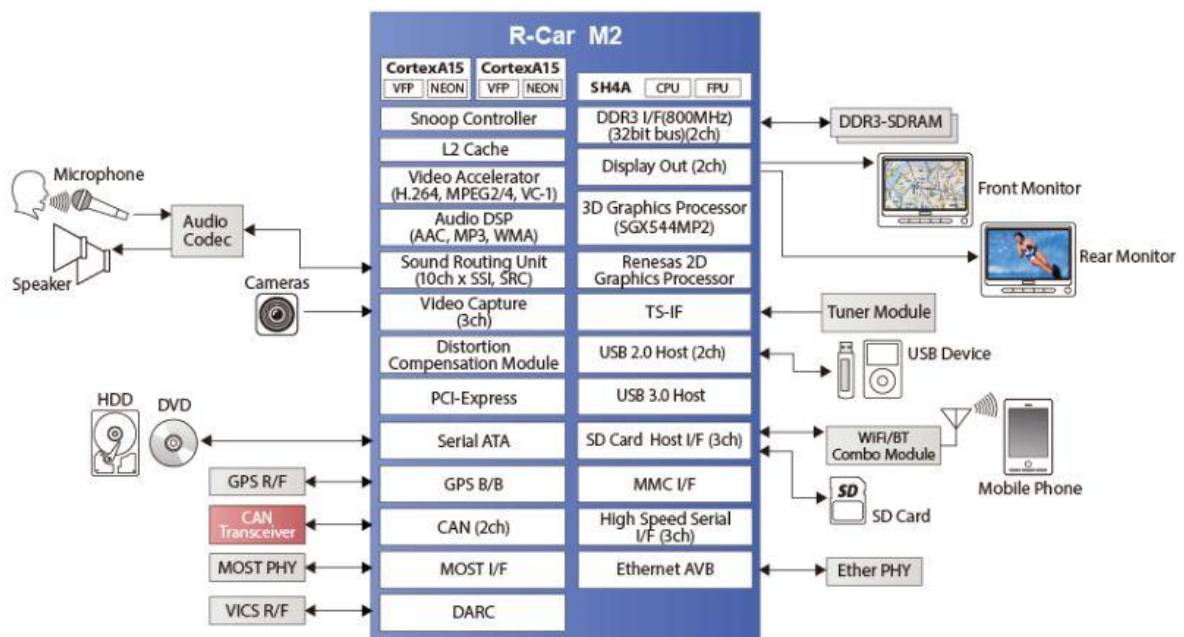 R-Car M2
CortexA15
VFP NEON
CortexA15
VFP NEON
SH4A CPU FPU
Snoop Controller
L2 Cache
Video Accelerator
(H.264, MPEG2/4, VC-1)
Audio DSP
(AAC, MP3, WMA)
Sound Routing Unit
(10ch x SSI, SRC)
Video Capture
(3ch)
Distortion
Compensation Module
PCI-Express
Serial ATA
GPS B/B
CAN (2ch)
MOST I/F
DARC
DDR3 I/F(800MHz)
(32bit bus)(2ch)
Display Out (2ch)
3D Graphics Processor
(SGX544MP2)
Renesas 2D
Graphics Processor
TS-IF
USB 2.0 Host (2ch)
USB 3.0 Host
SD Card Host I/F (3ch)
MMC I/F
High Speed Serial
I/F (3ch)
Ethernet AVB
Microphone
Audio
Codec
Speaker
Cameras
HDD
DVD
GPS R/F
CAN
Transceiver
MOST PHY
VICS R/F
DDR3-SDRAM
Front Monitor
Rear Monitor
Tuner Module
USB Device
WiFi/BT
Combo Module
Mobile Phone
SD
SD Card
Ether PHY